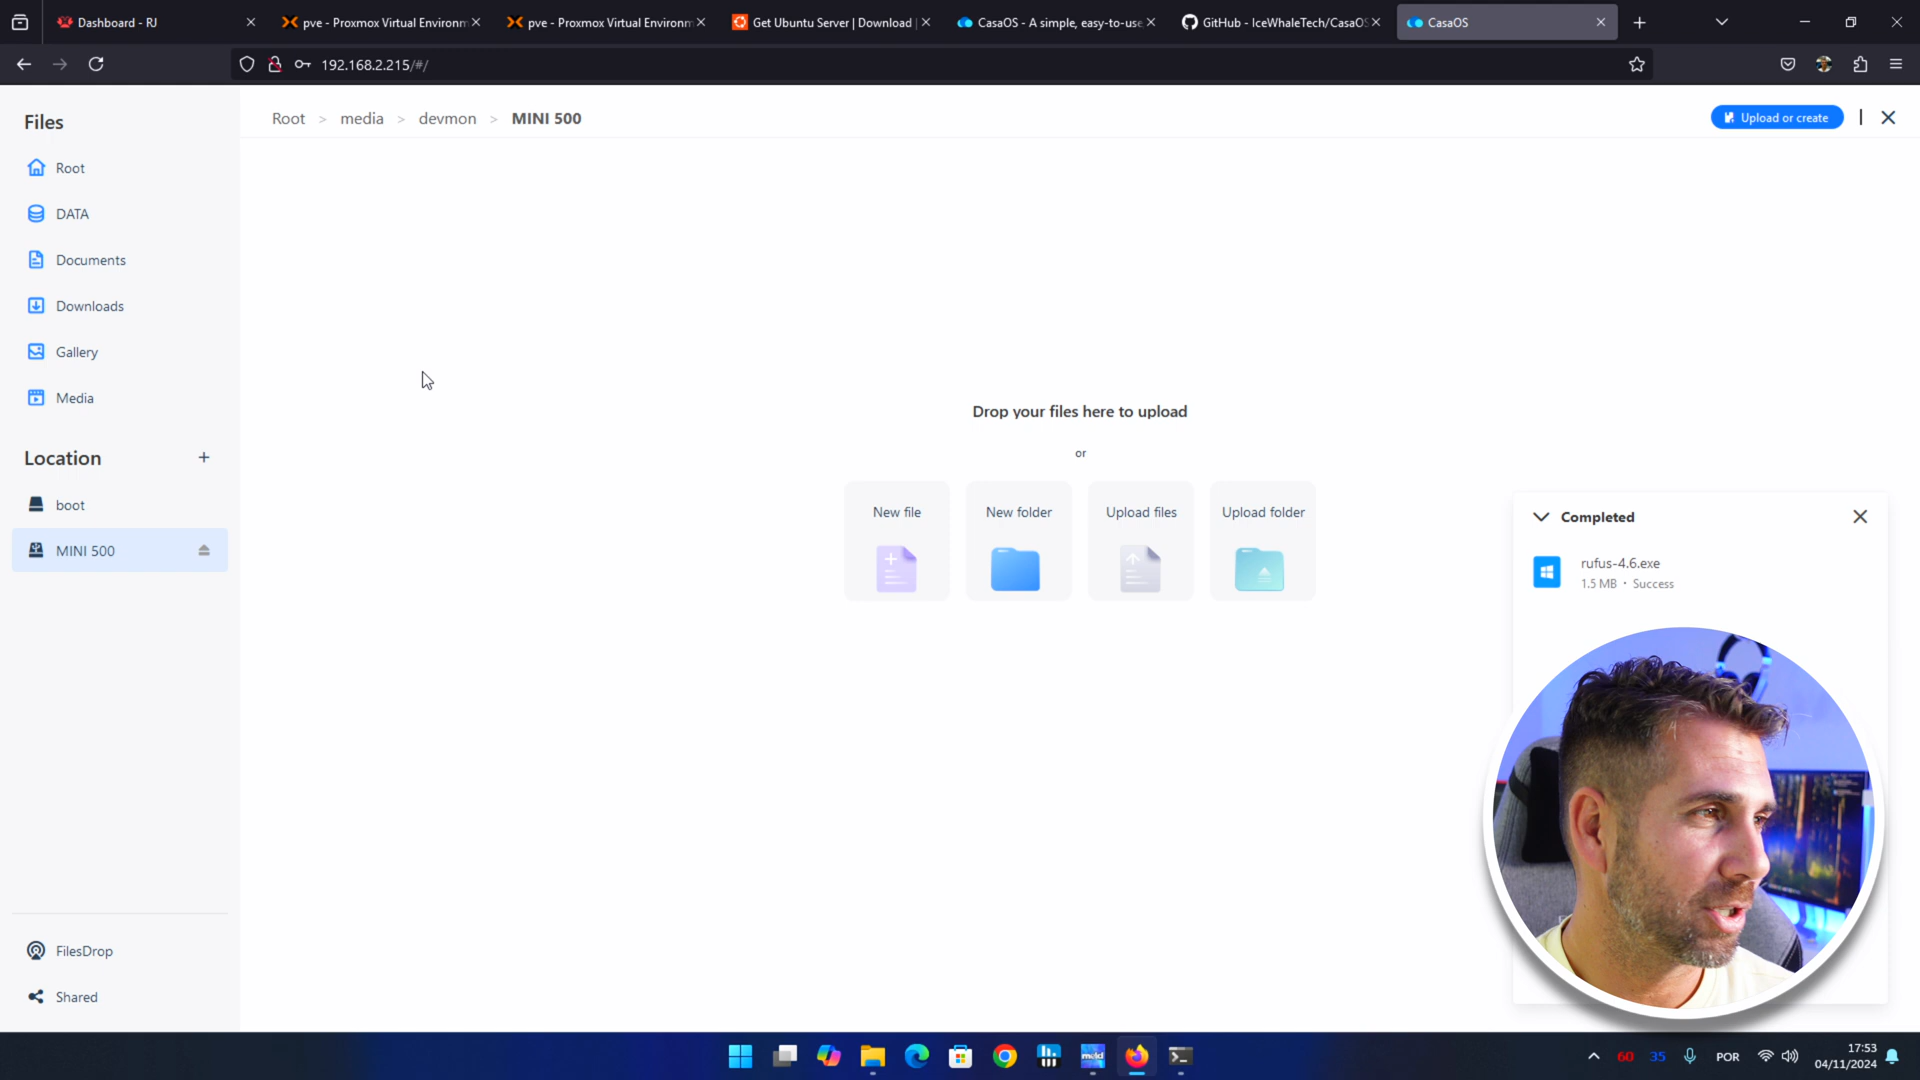 Dashboard - RJ
pve - Proxmox Virtual Environm
pve - Proxmox Virtual Environm
Get Ubuntu Server | Download |
CasaOS - A simple, easy-to-use
GitHub - IceWhaleTech/CasaOS
CasaOS
192.168.2.215/#/
Files
Root > media > devmon > MINI 500
Upload or create
Root
DATA
Documents
Downloads
Gallery
Media
Drop your files here to upload
or
Location
boot
MINI 500
New file
New folder
Upload files
Upload folder
Completed
rufus-4.6.exe
1.5 MB • Success
FilesDrop
Shared
60
35
POR
17:53
04/11/2024